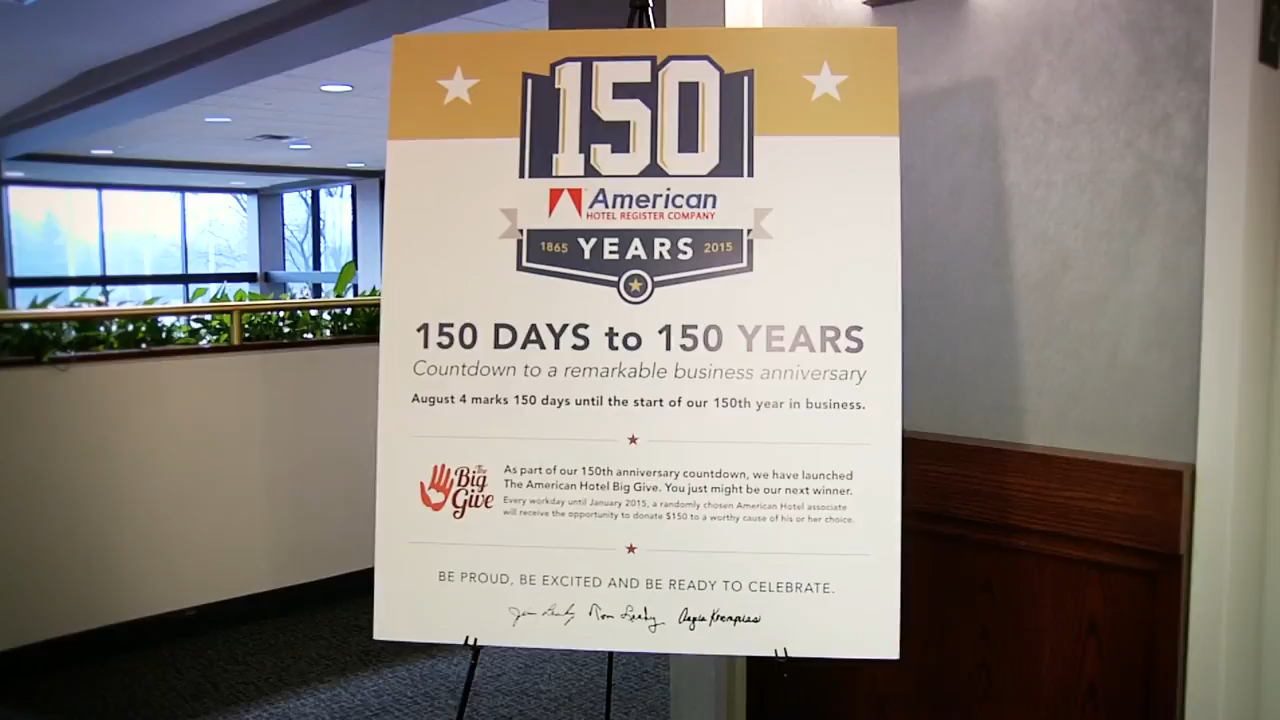 150
American
HOTEL REGISTER COMPANY
1865 YEARS 2015
150 DAYS to 150 YEARS
Countdown to a remarkable business anniversary
August 4 marks 150 days until the start of our 150th year in business.
The
Big
Give
As part of our 150th anniversary countdown, we have launched
The American Hotel Big Give. You just might be our next winner.
Every workday until January 2015, a randomly chosen American Hotel associate
will receive the opportunity to donate $150 to a worthy cause of his or her choice.
BE PROUD, BE EXCITED AND BE READY TO CELEBRATE.
Tom Leahy